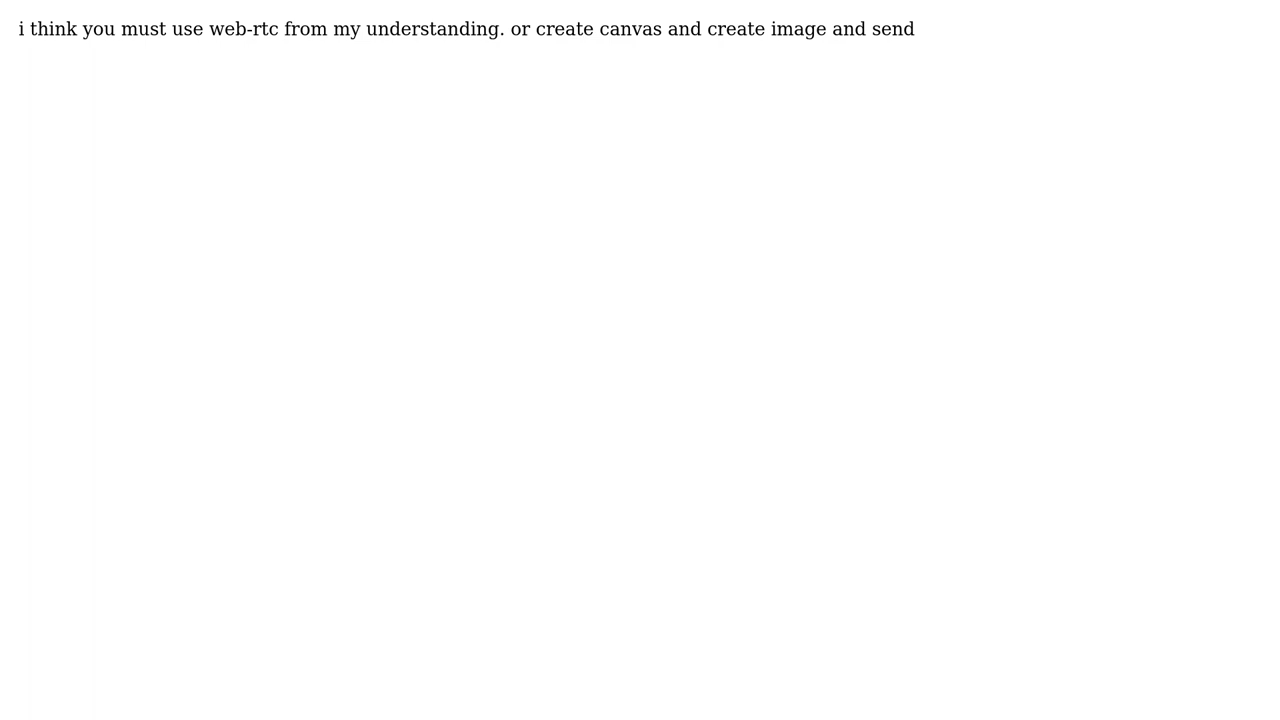 i think you must use web-rtc from my understanding. or create canvas and create image and send